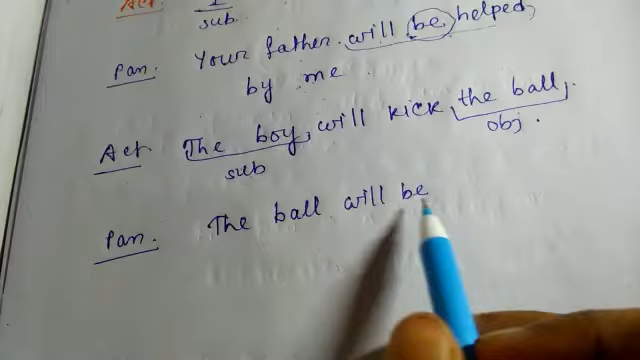 Act. I
sub
Pan. Your father will be helped
by me.
Act. The boy will kick the ball.
sub obj.
Pan. The ball will be